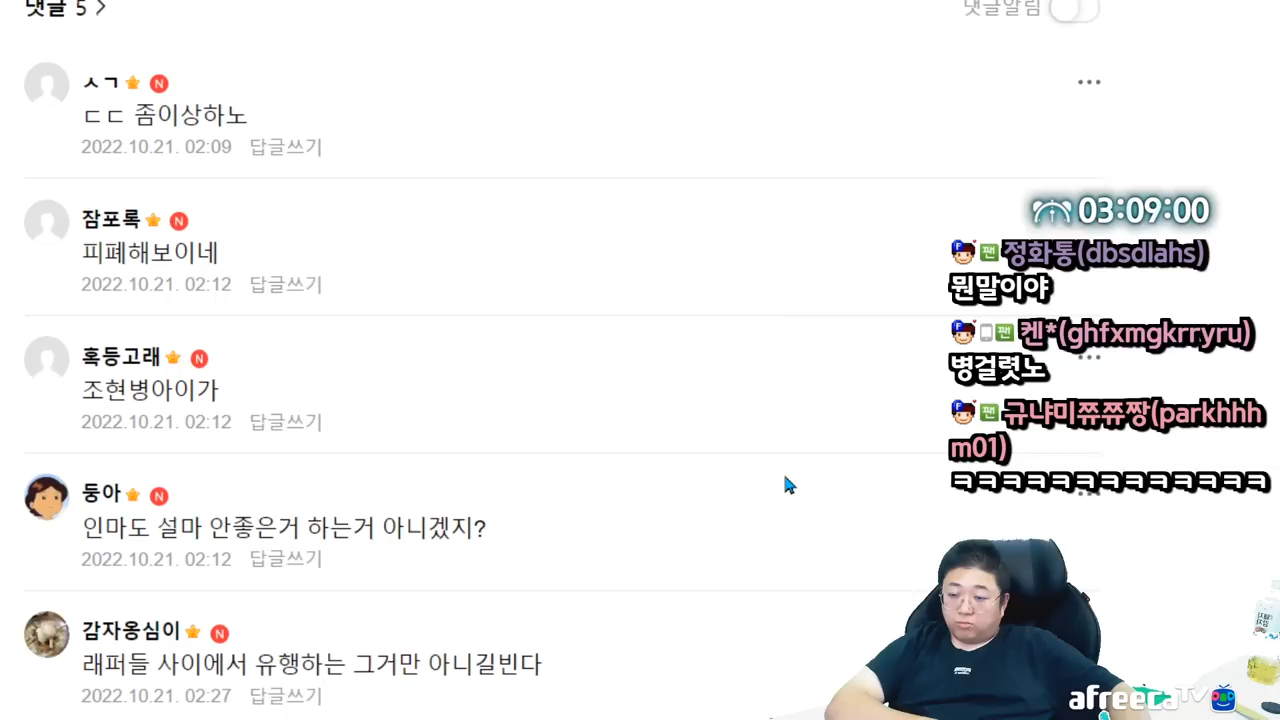 댓글 5
댓글알림
ㅅㄱ N
ㄷㄷ 좀이상하노
2022.10.21. 02:09 답글쓰기
잠포록 N
피폐해보이네
2022.10.21. 02:12 답글쓰기
혹등고래 N
조현병아이가
2022.10.21. 02:12 답글쓰기
둥아 N
인마도 설마 안좋은거 하는거 아니겠지?
2022.10.21. 02:12 답글쓰기
감자옹심이 N
래퍼들 사이에서 유행하는 그거만 아니길빈다
2022.10.21. 02:27 답글쓰기
03:09:00
F 팬 정화통(dbsdlahs)
뭔말이야
F 팬 켄*(ghfxmgkrryru)
병걸렷노
F 팬 규냐미쮸쮸짱(parkhhh
m01)
ㅋㅋㅋㅋㅋㅋㅋㅋㅋㅋㅋㅋㅋ
afreecaTV